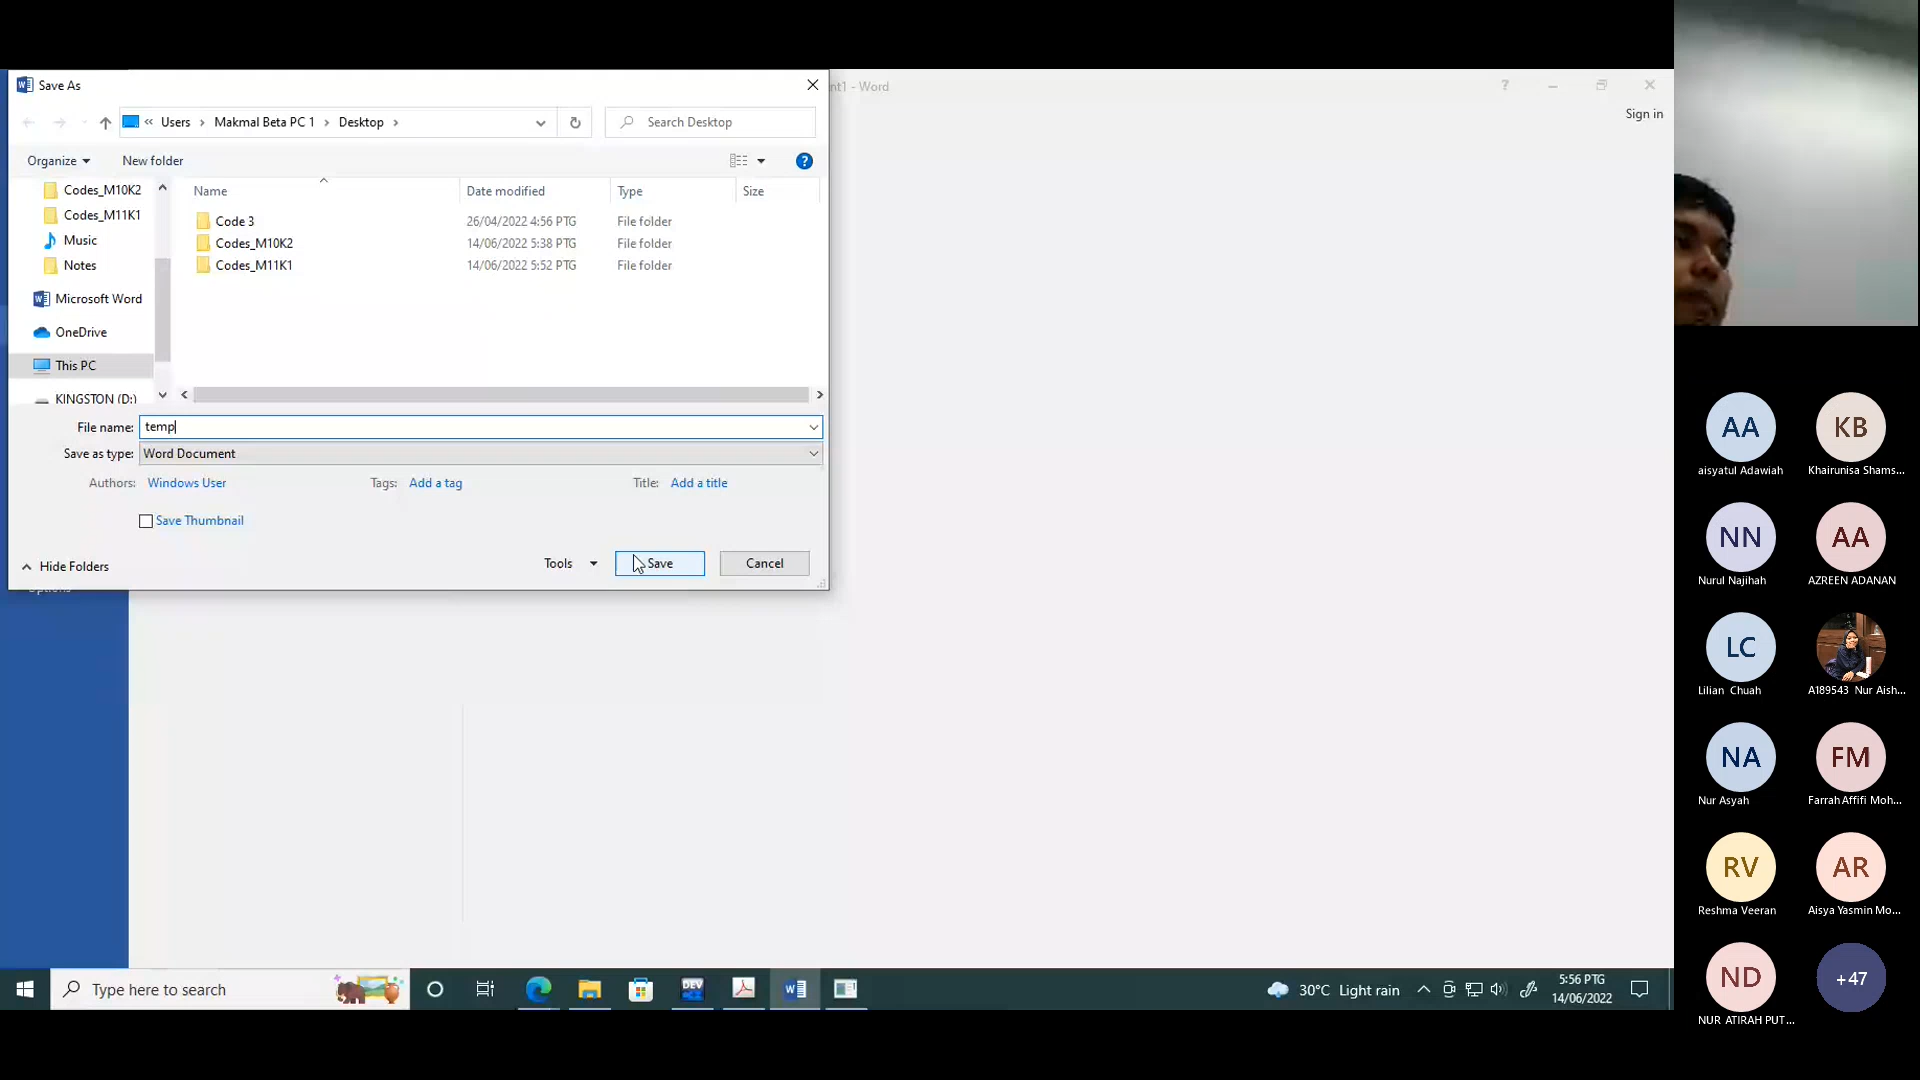 Save As
nt1 - Word
Sign in
Users
Makmal Beta PC 1
Desktop
Search Desktop
Organize
New folder
Codes_M10K2
Codes_M11K1
Music
Notes
Microsoft Word
OneDrive
This PC
KINGSTON (D:)
Name Date modified Type Size
Code 3 26/04/2022 4:56 PTG File folder
Codes_M10K2 14/06/2022 5:38 PTG File folder
Codes_M11K1 14/06/2022 5:52 PTG File folder
File name: temp
Save as type: Word Document
Authors: Windows User Tags: Add a tag Title: Add a title
Save Thumbnail
Hide Folders
Tools Save Cancel
Options
Type here to search
DEV
30°C Light rain
5:56 PTG
14/06/2022
AA KB
aisyatul Adawiah Khairunisa Shams...
NN AA
Nurul Najihah AZREEN ADANAN
LC
Lilian Chuah A189543 Nur Aish...
NA FM
Nur Asyah Farrah Affifi Moh...
RV AR
Reshma Veeran Aisya Yasmin Mo...
ND +47
NUR ATIRAH PUT...